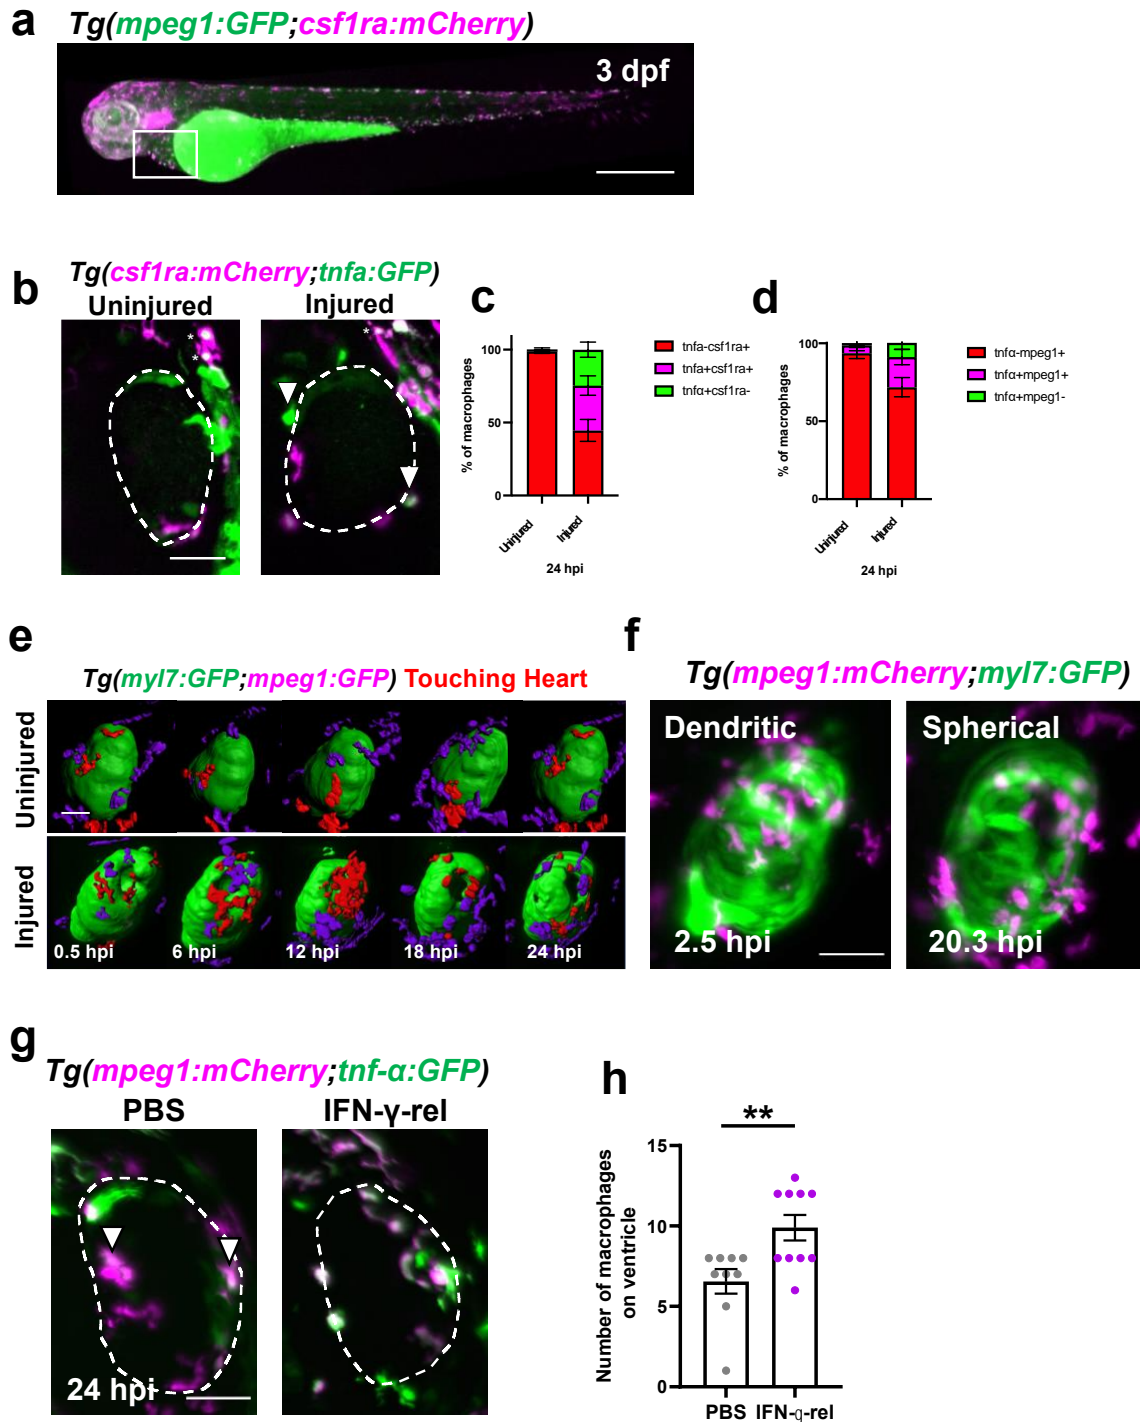 a
Tg(mpeg1:GFP;csf1ra:mCherry)
3 dpf
b
Tg(csf1ra:mCherry;tnfa:GFP)
Uninjured
Injured
*
*
*
c
100
50
0
% of macrophages
Uninjured
Injured
24 hpi
tnfa-csf1ra+
tnfa+csf1ra+
tnfα+csf1ra-
d
100
50
0
% of macrophages
Uninjured
Injured
24 hpi
tnfα-mpeg1+
tnfα+mpeg1+
tnfα+mpeg1-
e
Tg(myl7:GFP;mpeg1:GFP) Touching Heart
Uninjured
Injured
0.5 hpi
6 hpi
12 hpi
18 hpi
24 hpi
f
Tg(mpeg1:mCherry;myl7:GFP)
Dendritic
2.5 hpi
Spherical
20.3 hpi
g
Tg(mpeg1:mCherry;tnf-α:GFP)
PBS
IFN-γ-rel
24 hpi
h
**
15
10
5
0
Number of macrophages
on ventricle
PBS
IFN-q-rel